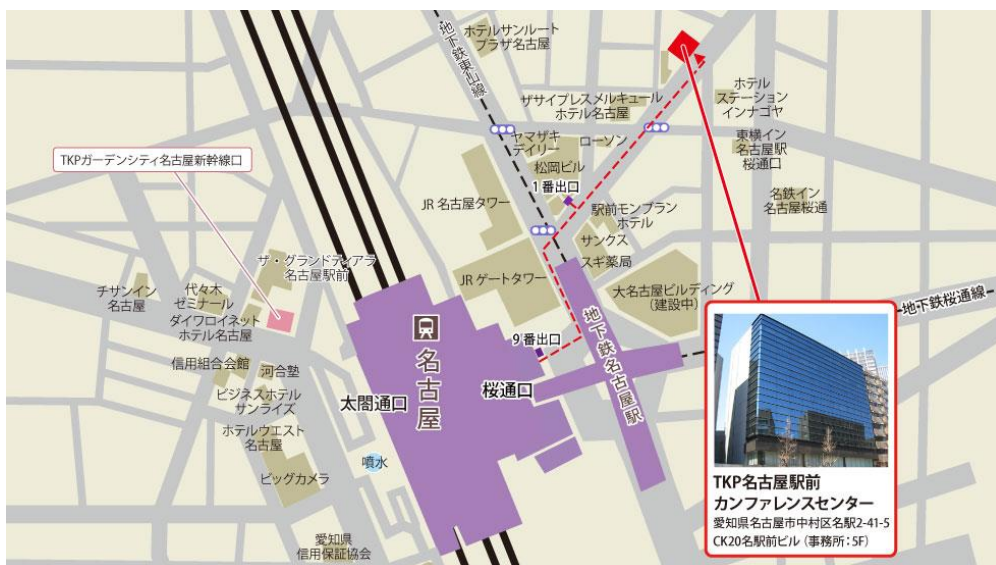 地下鉄東山線
ホテルサンルート
プラザ名古屋
ザサイプレスメルキュール
ホテル名古屋
ホテル
ステーション
インナゴヤ
ヤマザキ
デイリー
ローソン
東横イン
名古屋駅
桜通口
松岡ビル
1番出口
TKPガーデンシティ名古屋新幹線口
JR名古屋タワー
駅前モンブラン
ホテル
名鉄イン
名古屋桜通
サンクス
スギ薬局
ザ・グランドティアラ
名古屋駅前
JRゲートタワー
大名古屋ビルディング
(建設中)
チサンイン
名古屋
代々木
ゼミナール
ダイワロイネット
ホテル名古屋
地下鉄桜通線
地下鉄名古屋駅
9番出口
信用組合会館
河合塾
名古屋
桜通口
太閤通口
ビジネスホテル
サンライズ
ホテルウエスト
名古屋
噴水
ビッグカメラ
愛知県
信用保証協会
TKP名古屋駅前
カンファレンスセンター
愛知県名古屋市中村区名駅2-41-5
CK20名駅前ビル(事務所:5F)